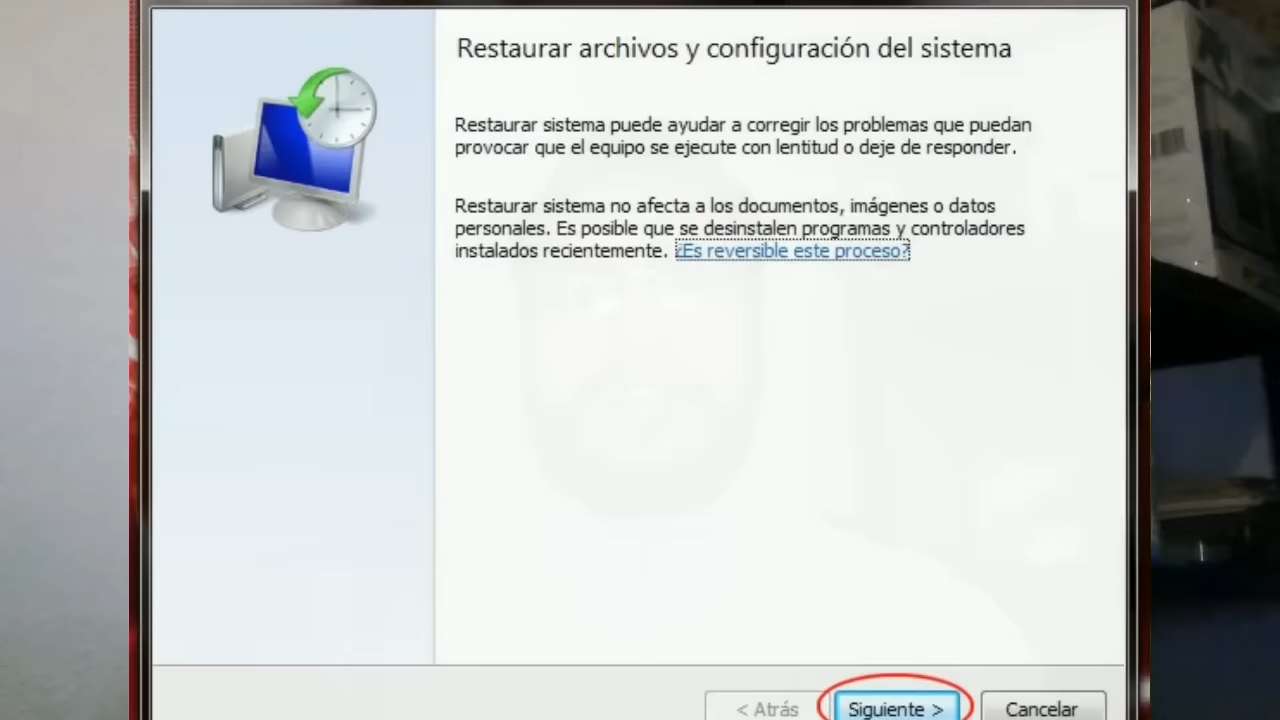 Restaurar archivos y configuración del sistema
Restaurar sistema puede ayudar a corregir los problemas que puedan
provocar que el equipo se ejecute con lentitud o deje de responder.
Restaurar sistema no afecta a los documentos, imágenes o datos
personales. Es posible que se desinstalen programas y controladores
instalados recientemente. ¿Es reversible este proceso?
< Atrás Siguiente > Cancelar